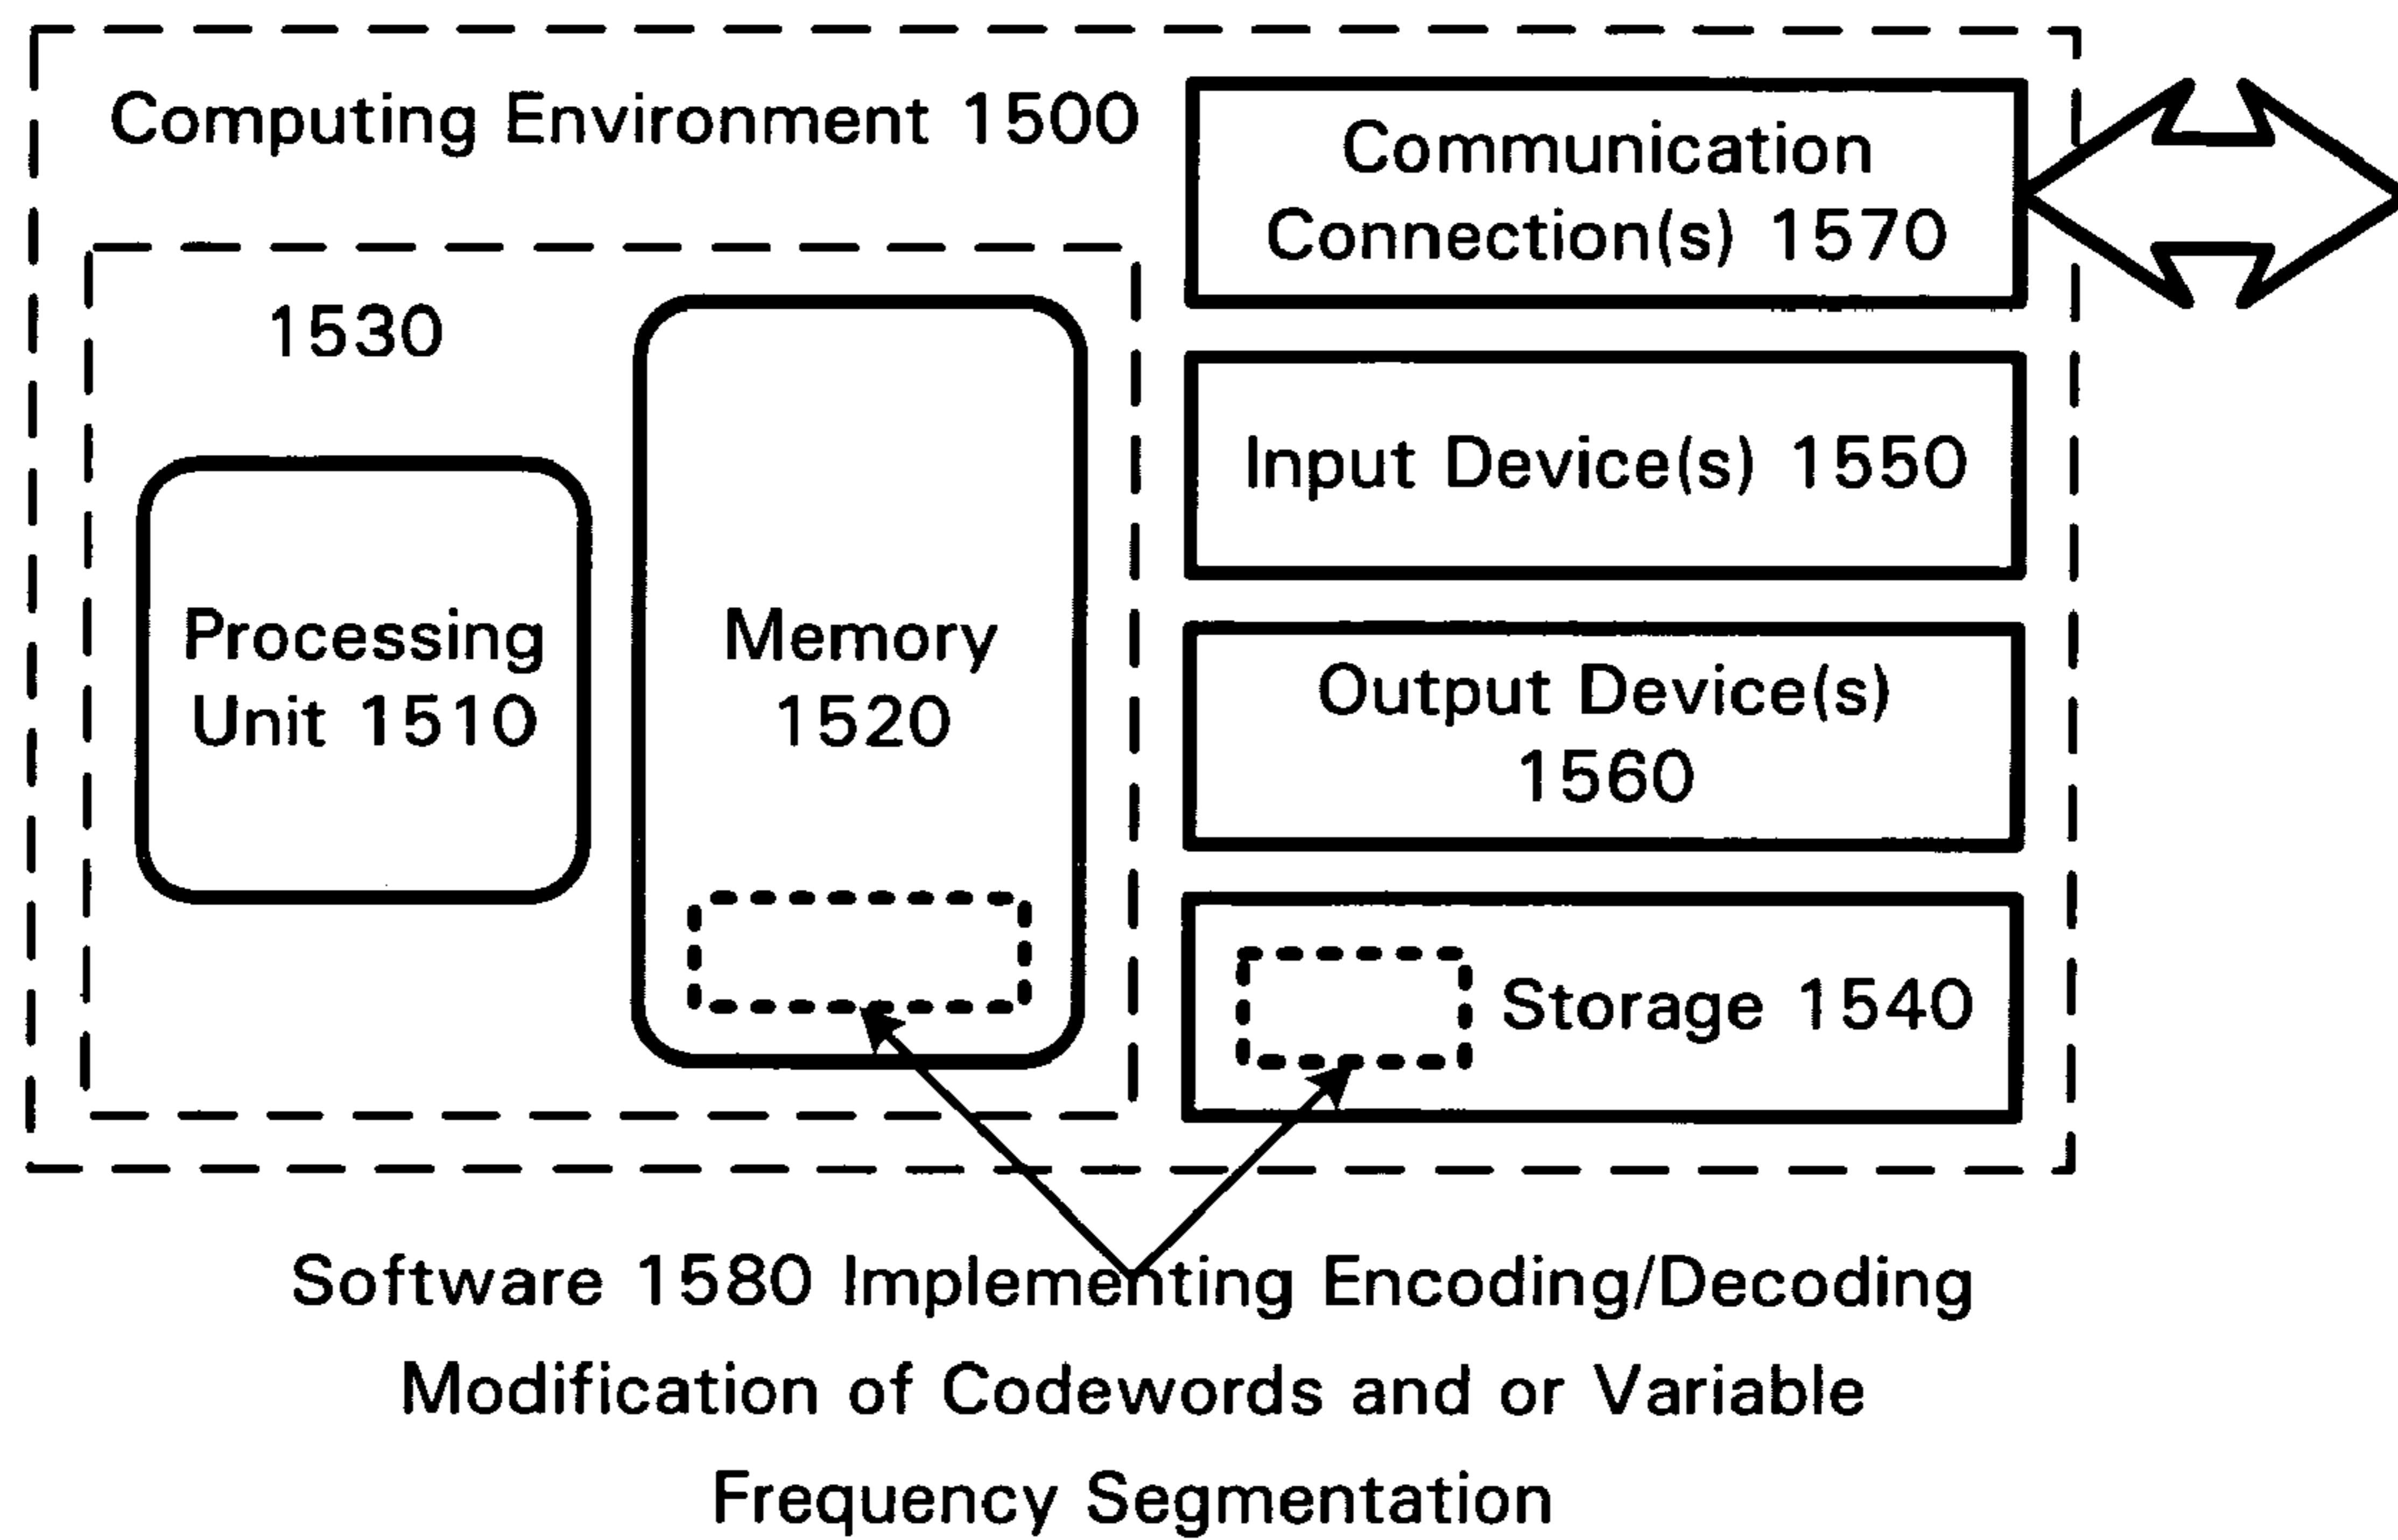 Computing Environment 1500
Communication
Connection(s) 1570
1530
Input Device(s) 1550
Processing
Unit 1510
Memory
1520
Output Device(s)
1560
Storage 1540
Software 1580 Implementing Encoding/Decoding
Modification of Codewords and or Variable
Frequency Segmentation